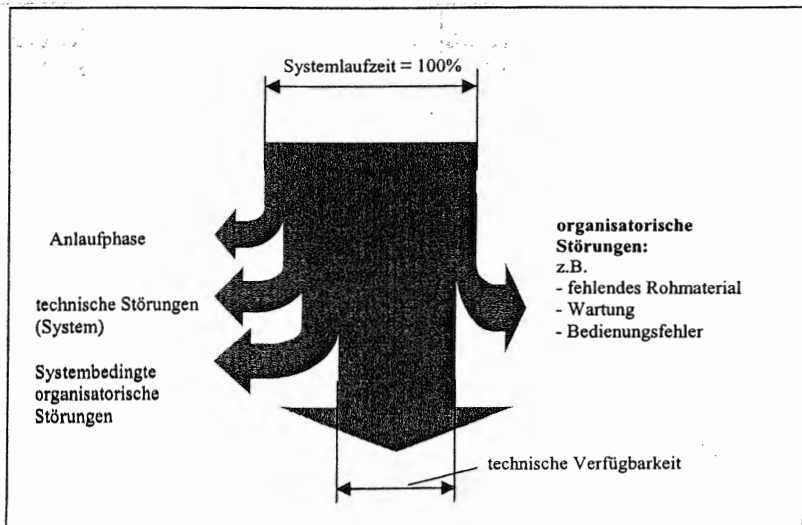 Systemlaufzeit = 100%
Anlaufphase
technische Störungen
(System)
Systembedingte
organisatorische
Störungen
organisatorische
Störungen:
z.B.
- fehlendes Rohmaterial
- Wartung
- Bedienungsfehler
technische Verfügbarkeit